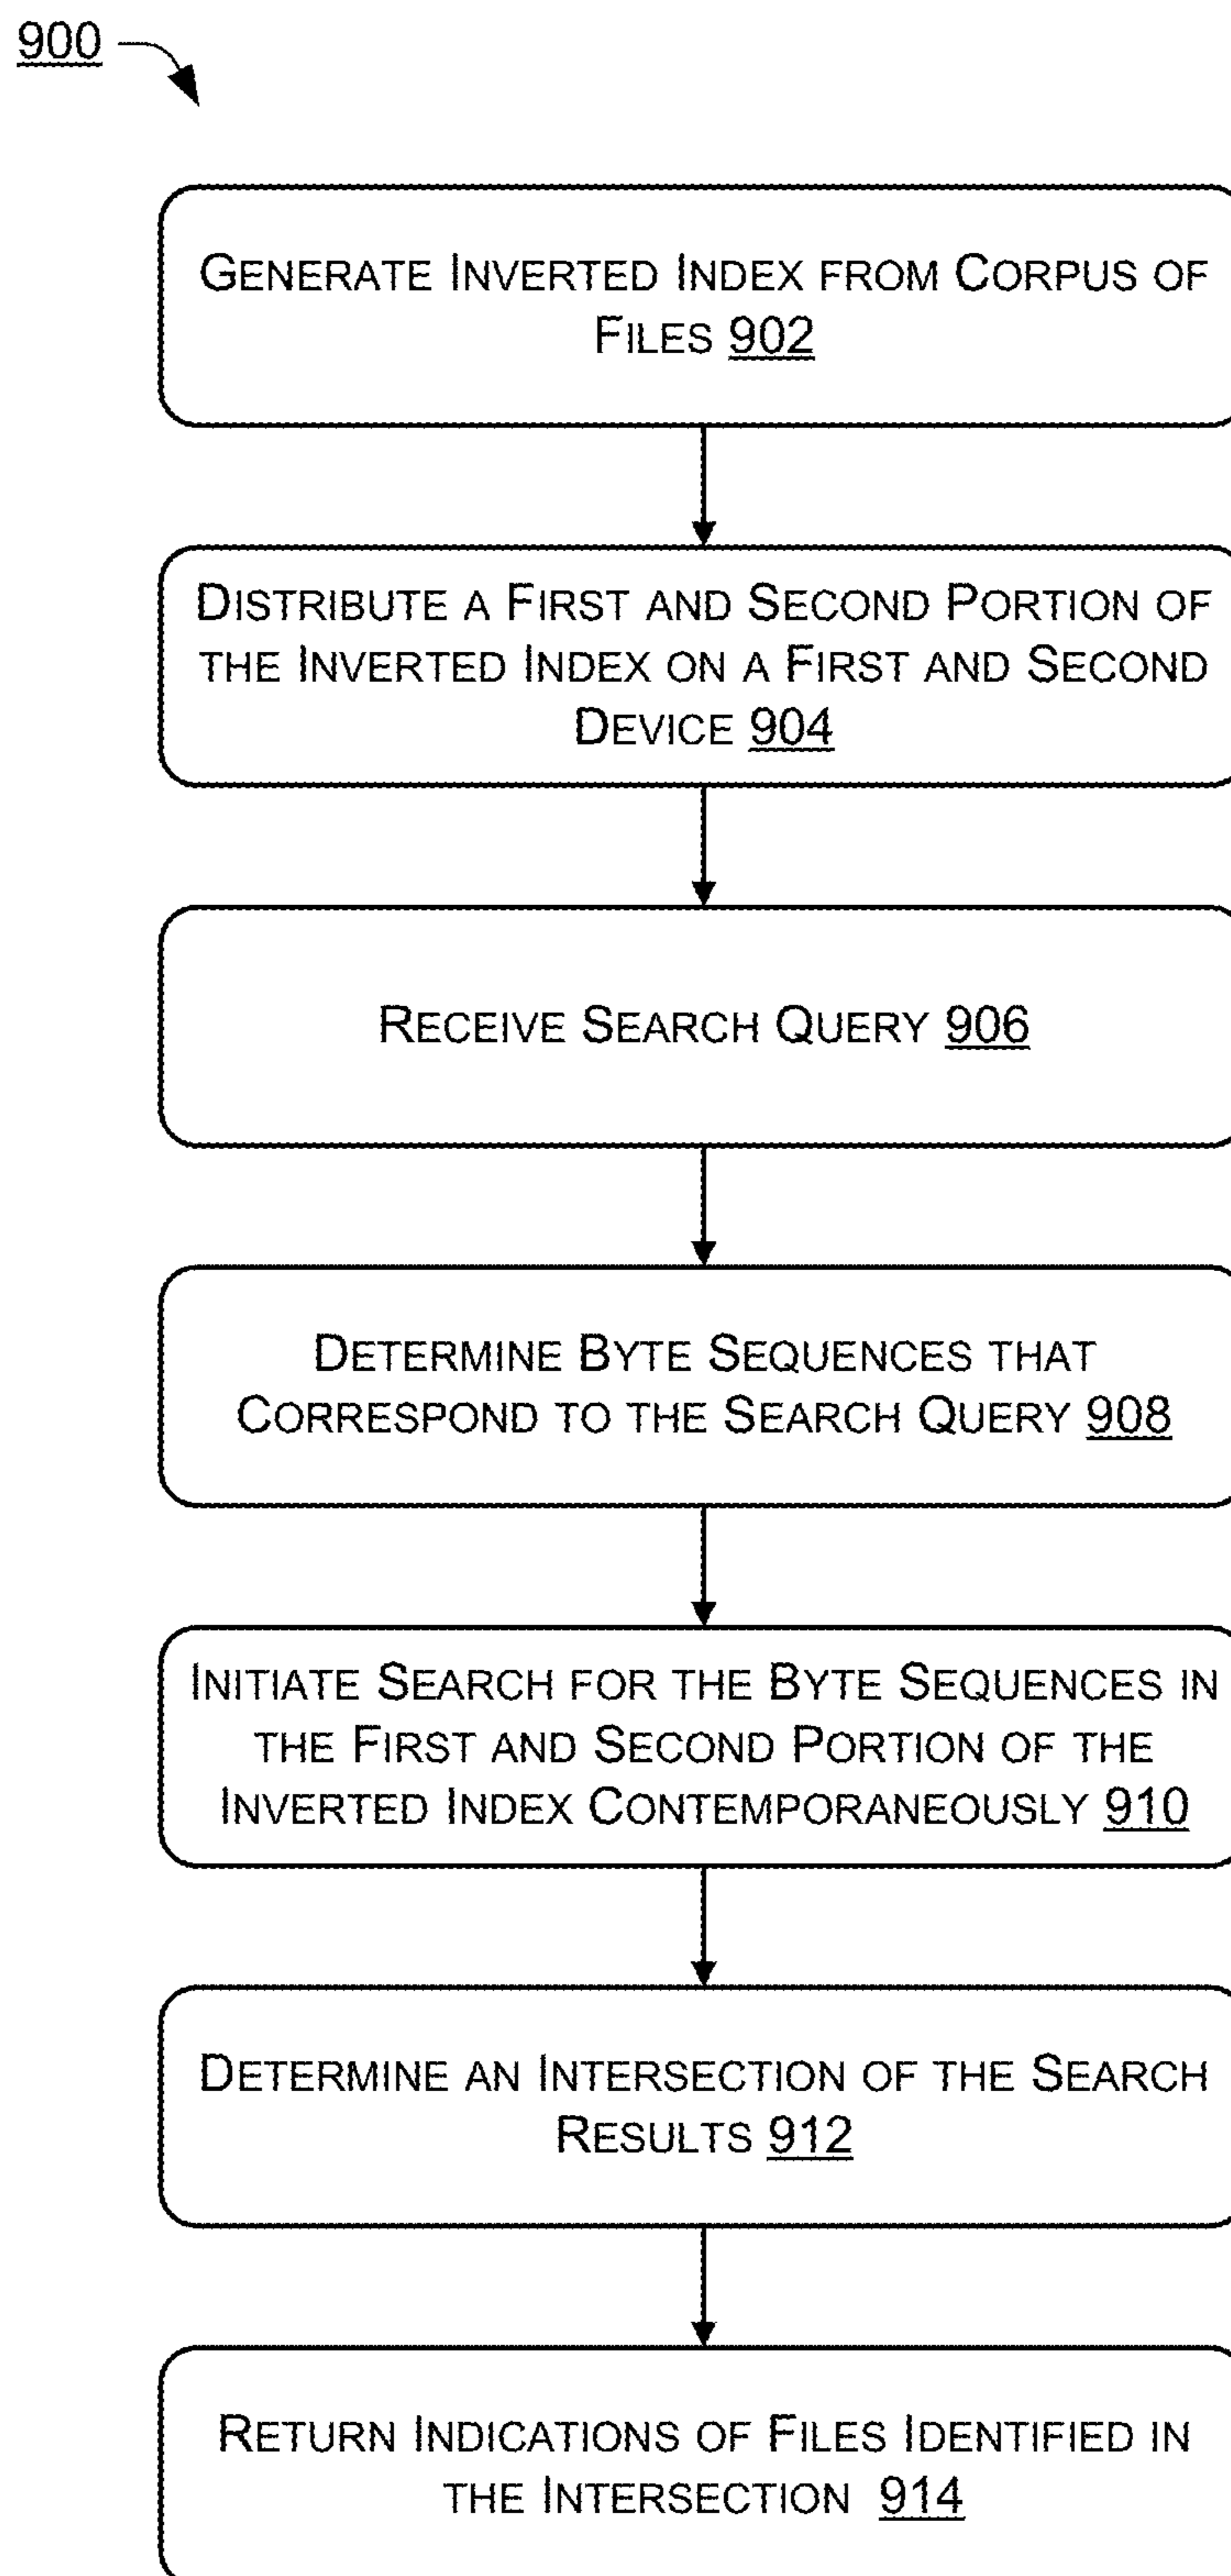 900
GENERATE INVERTED INDEX FROM CORPUS OF
FILES 902
DISTRIBUTE A FIRST AND SECOND PORTION OF
THE INVERTED INDEX ON A FIRST AND SECOND
DEVICE 904
RECEIVE SEARCH QUERY 906
DETERMINE BYTE SEQUENCES THAT
CORRESPOND TO THE SEARCH QUERY 908
INITIATE SEARCH FOR THE BYTE SEQUENCES IN
THE FIRST AND SECOND PORTION OF THE
INVERTED INDEX CONTEMPORANEOUSLY 910
DETERMINE AN INTERSECTION OF THE SEARCH
RESULTS 912
RETURN INDICATIONS OF FILES IDENTIFIED IN
THE INTERSECTION 914